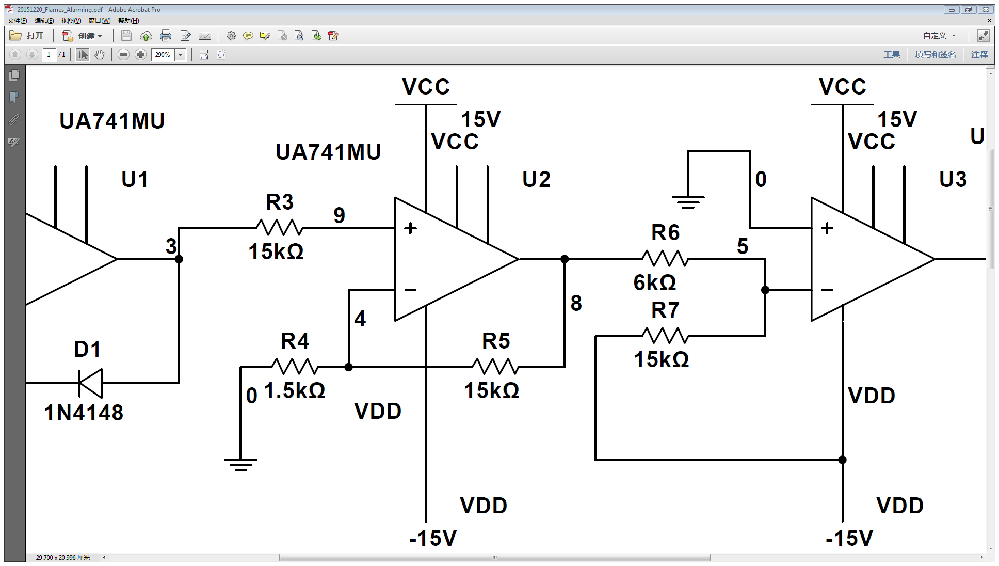 20151220_Flames_Alarming.pdf - Adobe Acrobat Pro
文件(F) 编辑(E) 视图(V) 窗口(W) 帮助(H)
打开 创建 自定义
1 / 1 290% 工具 填写和签名 注释
VCC VCC
UA741MU 15V 15V
VCC VCC U
UA741MU
U1 U2 0 U3
R3
9 + R6 +
3 15kΩ 5
6kΩ
− 8 −
4 R7
R4 R5
D1 15kΩ
0 1.5kΩ 15kΩ VDD
1N4148 VDD
VDD VDD
-15V -15V
29.700 x 20.996 厘米